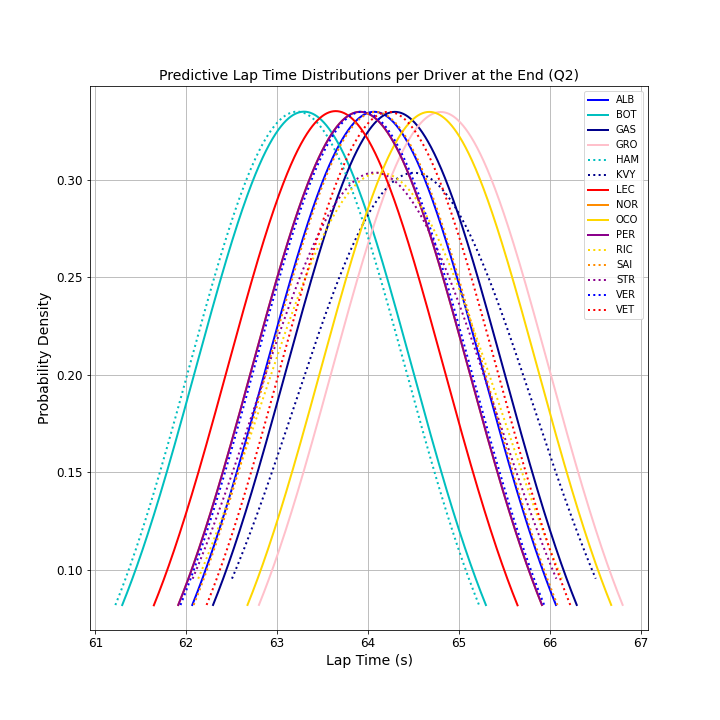 Predictive Lap Time Distributions per Driver at the End (Q2)
ALB
BOT
GAS
GRO
HAM
KVY
LEC
NOR
OCO
PER
RIC
SAI
STR
VER
VET
0.30
0.25
0.20
0.15
0.10
Probability Density
61 62 63 64 65 66 67
Lap Time (s)